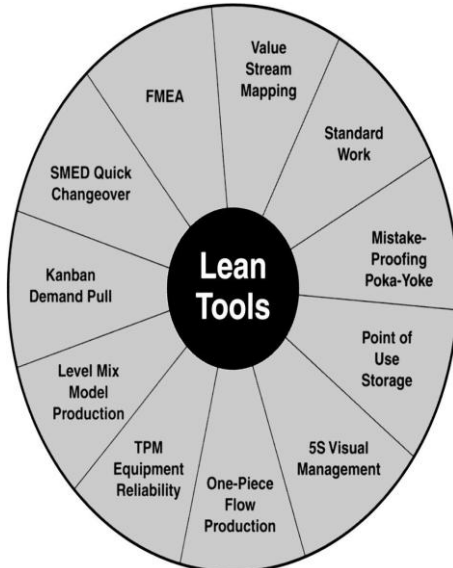 Value
Stream
Mapping
Standard
Work
Mistake-
Proofing
Poka-Yoke
Point of
Use
Storage
5S Visual
Management
One-Piece
Flow
Production
TPM
Equipment
Reliability
Level Mix
Model
Production
Kanban
Demand Pull
SMED Quick
Changeover
FMEA
Lean
Tools